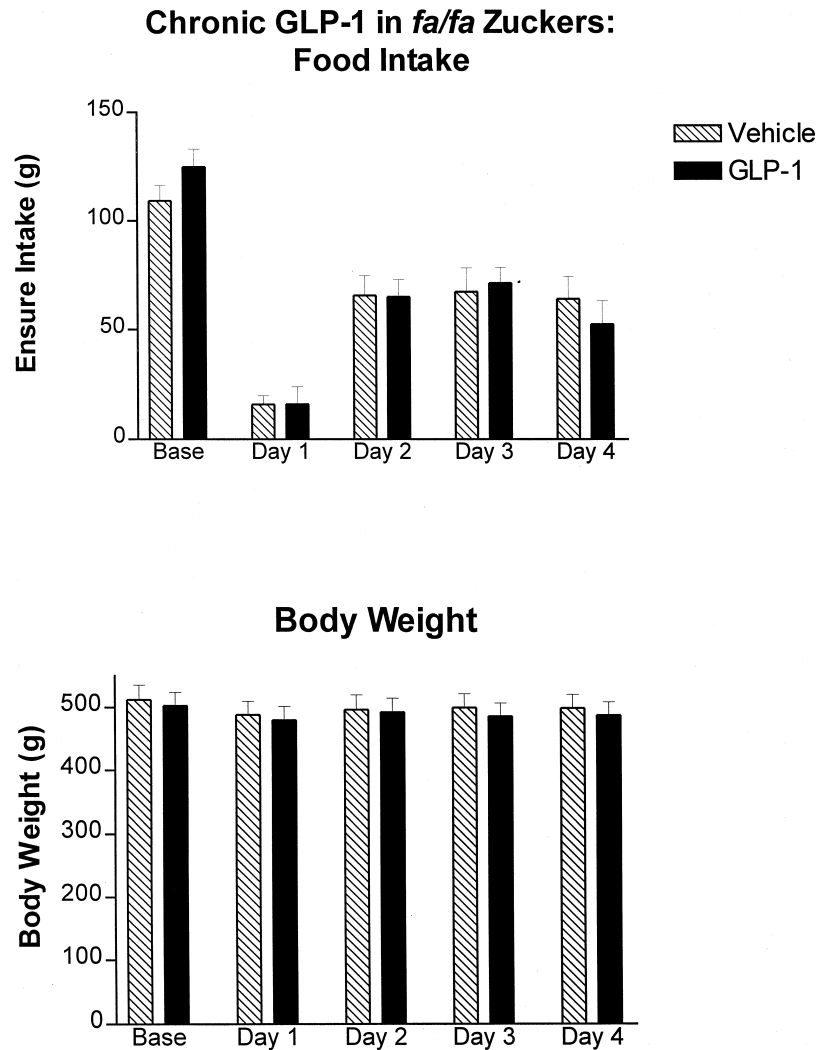 Chronic GLP-1 in fa/fa Zuckers:
Food Intake
150
100
50
0
Ensure Intake (g)
Base
Day 1
Day 2
Day 3
Day 4
Vehicle
GLP-1
Body Weight
500
400
300
200
100
0
Body Weight (g)
Base
Day 1
Day 2
Day 3
Day 4